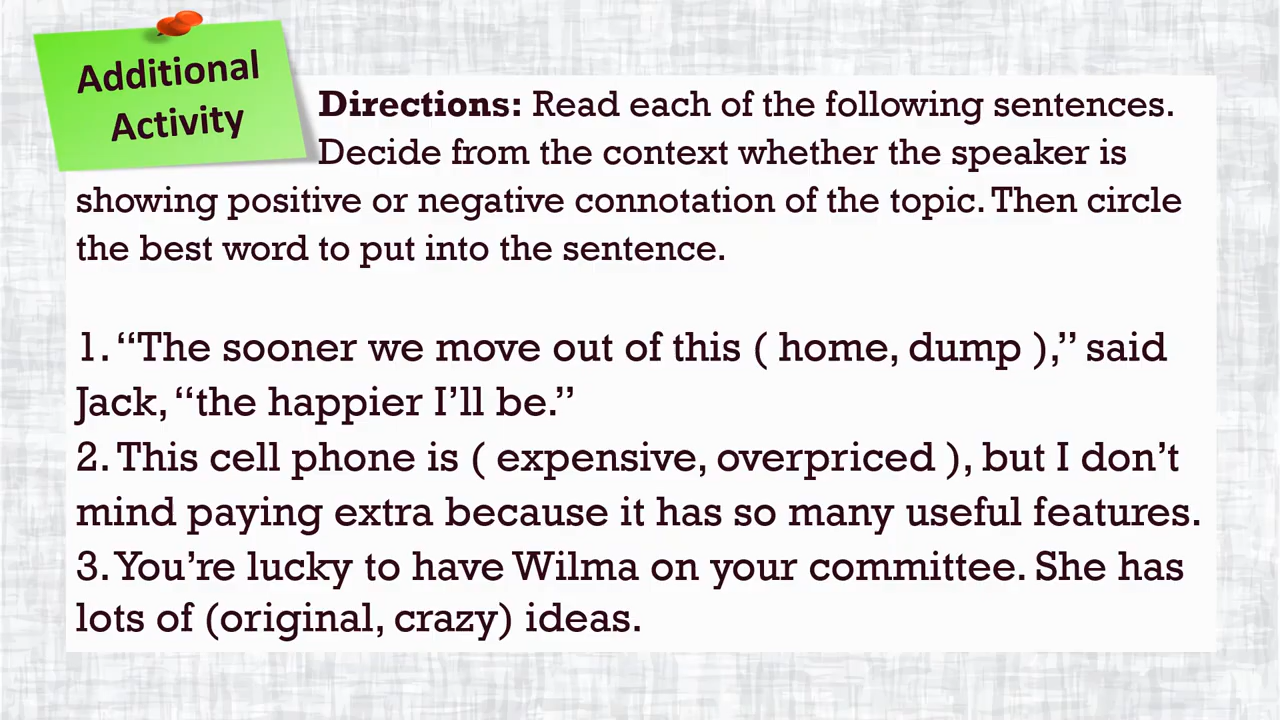 Additional
Activity
Directions: Read each of the following sentences.
Decide from the context whether the speaker is
showing positive or negative connotation of the topic. Then circle
the best word to put into the sentence.
1. “The sooner we move out of this ( home, dump ),” said
Jack, “the happier I’ll be.”
2. This cell phone is ( expensive, overpriced ), but I don’t
mind paying extra because it has so many useful features.
3. You’re lucky to have Wilma on your committee. She has
lots of (original, crazy) ideas.